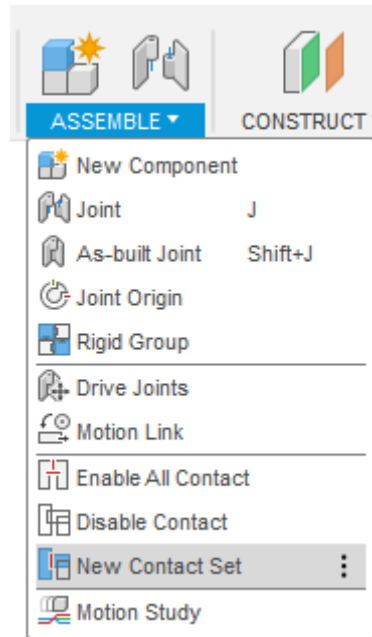 ASSEMBLE CONSTRUCT
New Component
Joint J
As-built Joint Shift+J
Joint Origin
Rigid Group
Drive Joints
Motion Link
Enable All Contact
Disable Contact
New Contact Set
Motion Study